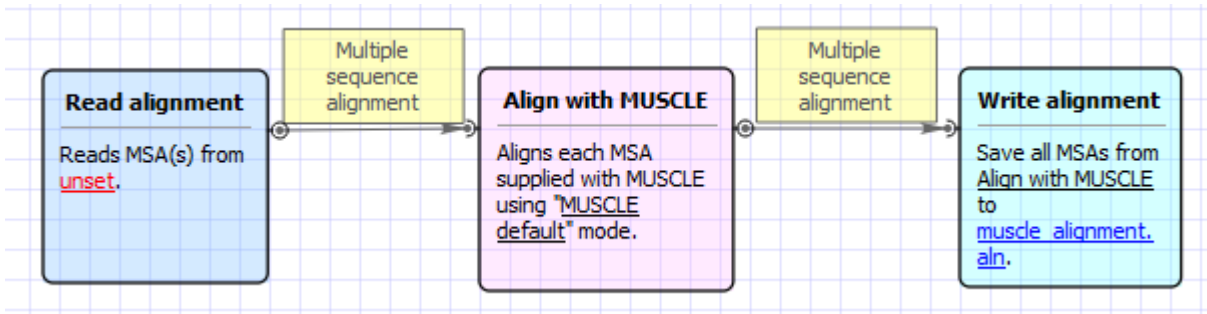 Read alignment
Reads MSA(s) from
unset.
Multiple
sequence
alignment
Align with MUSCLE
Aligns each MSA
supplied with MUSCLE
using "MUSCLE
default" mode.
Multiple
sequence
alignment
Write alignment
Save all MSAs from
Align with MUSCLE
to
muscle_alignment.
aln.